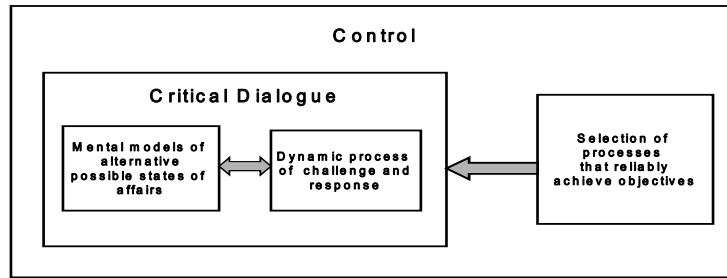 Control
Critical Dialogue
Mental models of
alternative
possible states of
affairs
Dynamic process
of challenge and
response
Selection of
processes
that reliably
achieve objectives